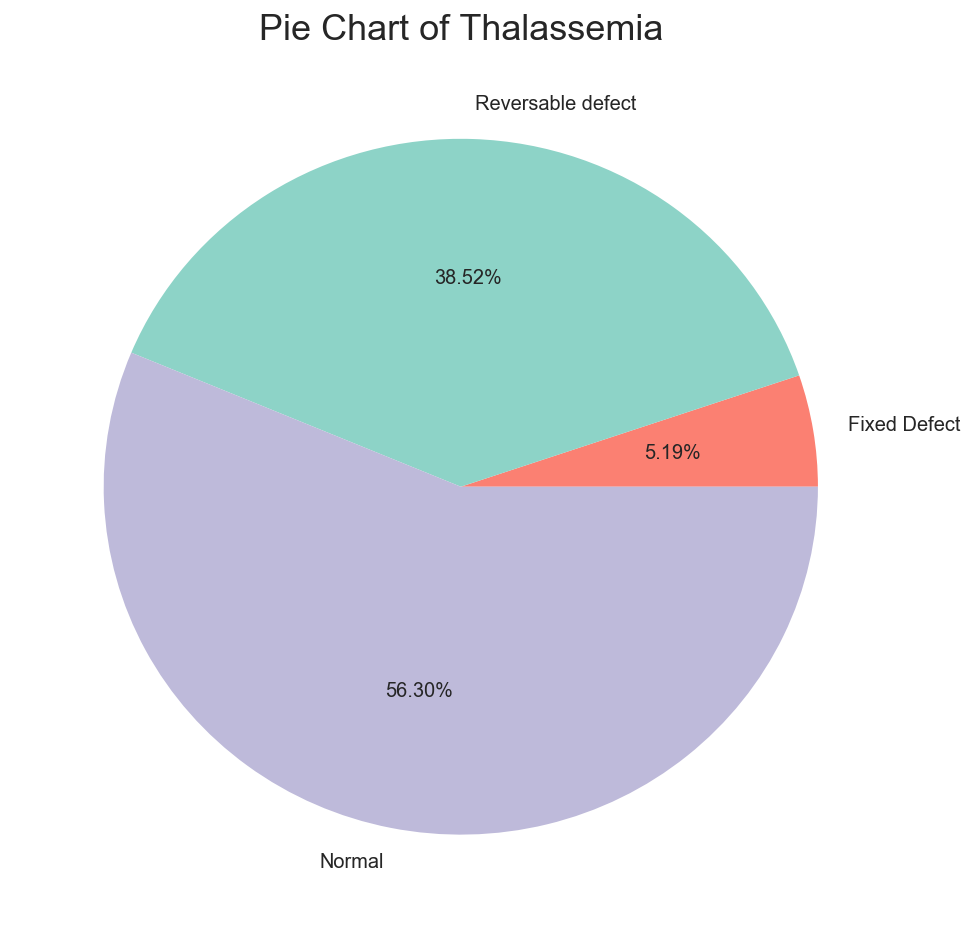 Pie Chart of Thalassemia
Reversable defect
38.52%
Fixed Defect
5.19%
56.30%
Normal